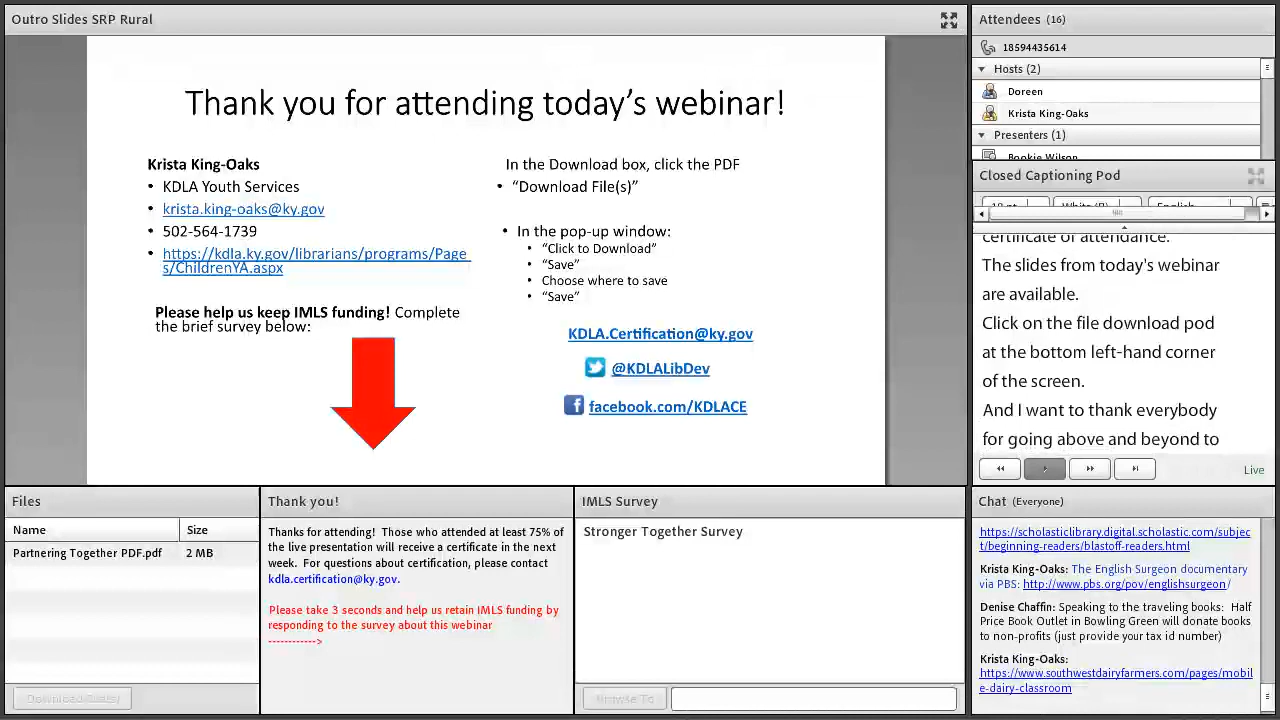 Outro Slides SRP Rural
Thank you for attending today's webinar!
Krista King-Oaks
• KDLA Youth Services
• krista.king-oaks@ky.gov
• 502-564-1739
• https://kdla.ky.gov/librarians/programs/Page
s/ChildrenYA.aspx
Please help us keep IMLS funding! Complete
the brief survey below:
In the Download box, click the PDF
• “Download File(s)”
• In the pop-up window:
• “Click to Download”
• “Save”
• Choose where to save
• “Save”
KDLA.Certification@ky.gov
@KDLALibDev
facebook.com/KDLACE
Attendees (16)
18594435614
Hosts (2)
Doreen
Krista King-Oaks
Presenters (1)
Bookie Wilson
Closed Captioning Pod
18 pt White (B) English
certificate of attendance.
The slides from today's webinar
are available.
Click on the file download pod
at the bottom left-hand corner
of the screen.
And I want to thank everybody
for going above and beyond to
Live
Files
Name Size
Partnering Together PDF.pdf 2 MB
Download File(s)
Thank you!
Thanks for attending! Those who attended at least 75% of
the live presentation will receive a certificate in the next
week. For questions about certification, please contact
kdla.certification@ky.gov.
Please take 3 seconds and help us retain IMLS funding by
responding to the survey about this webinar
------------>
IMLS Survey
Stronger Together Survey
Browse To
Chat (Everyone)
https://scholasticlibrary.digital.scholastic.com/subjec
t/beginning-readers/blastoff-readers.html
Krista King-Oaks: The English Surgeon documentary
via PBS: http://www.pbs.org/pov/englishsurgeon/
Denise Chaffin: Speaking to the traveling books: Half
Price Book Outlet in Bowling Green will donate books
to non-profits (just provide your tax id number)
Krista King-Oaks:
https://www.southwestdairyfarmers.com/pages/mobil
e-dairy-classroom